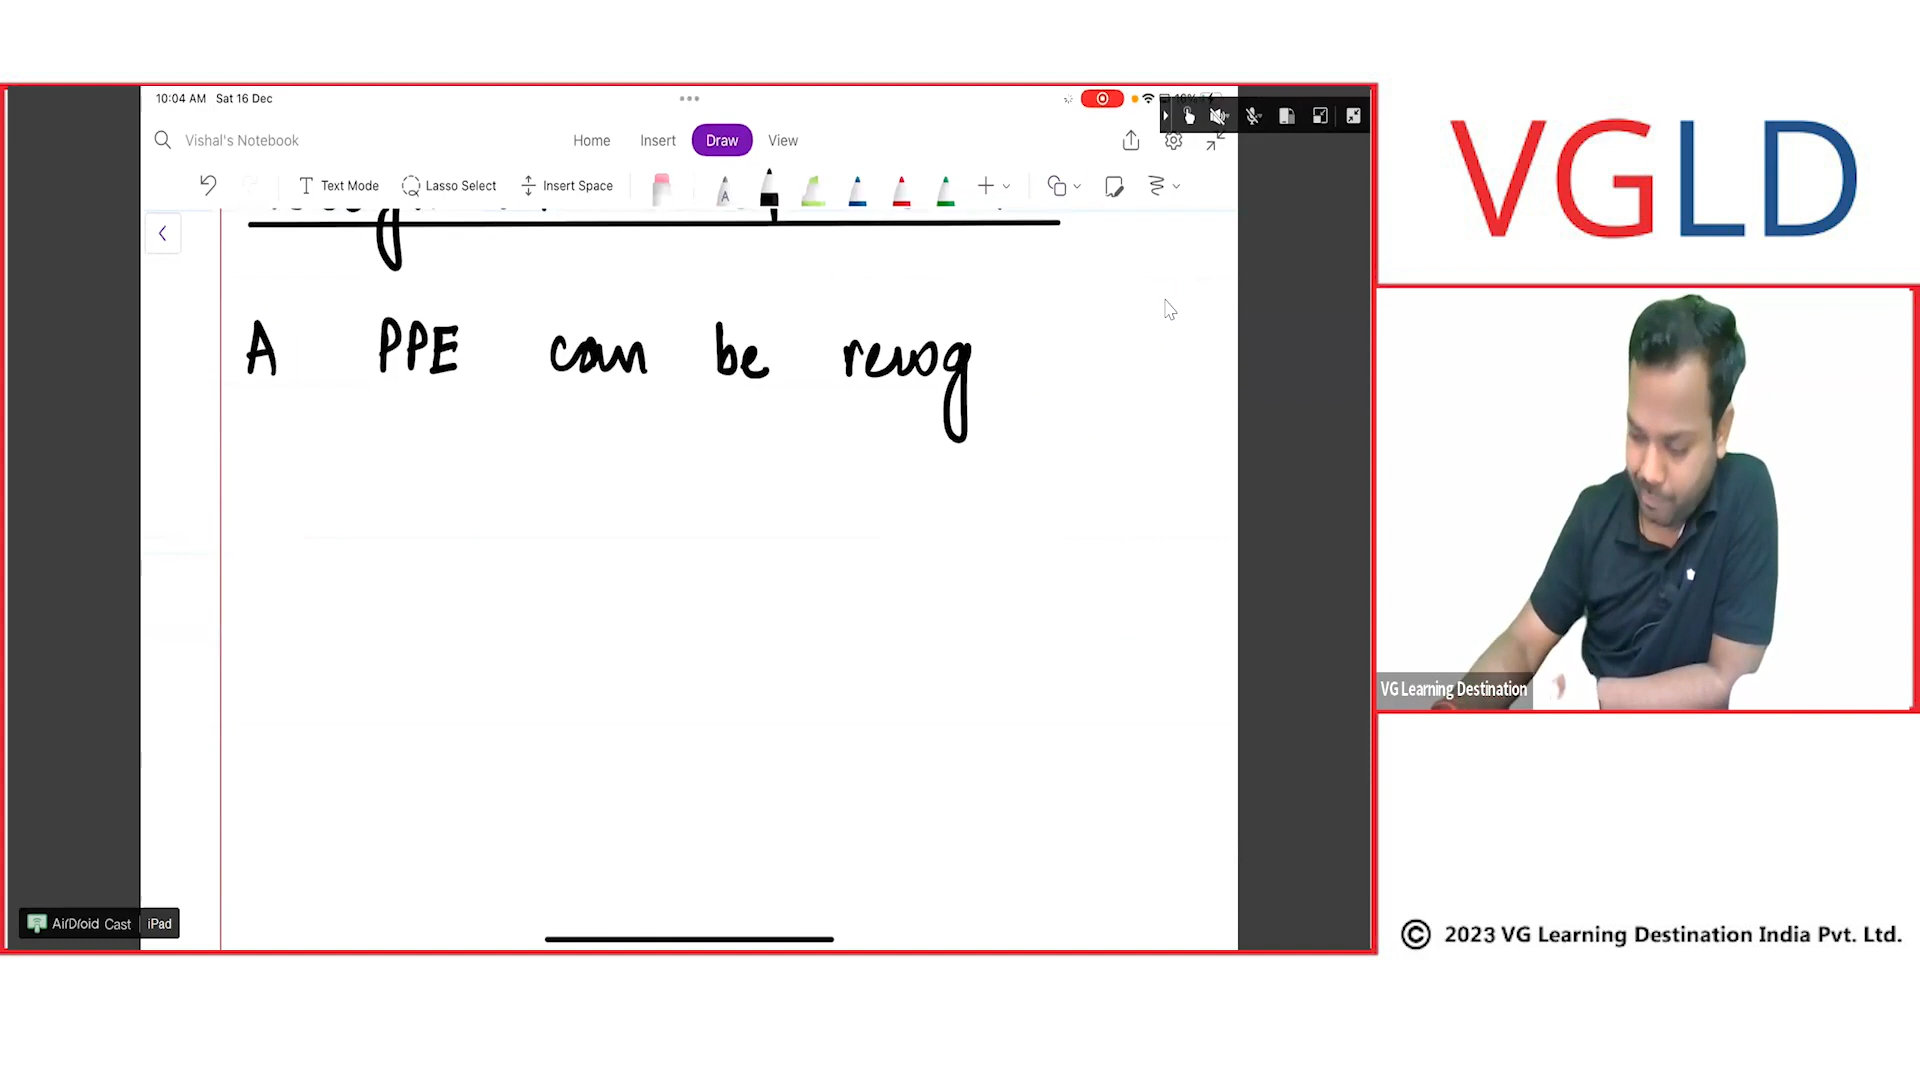 10:04 AM Sat 16 Dec
Vishal's Notebook
Home Insert Draw View
Text Mode Lasso Select Insert Space
A PPE can be recog
VGLD
VG Learning Destination
AirDroid Cast iPad
© 2023 VG Learning Destination India Pvt. Ltd.